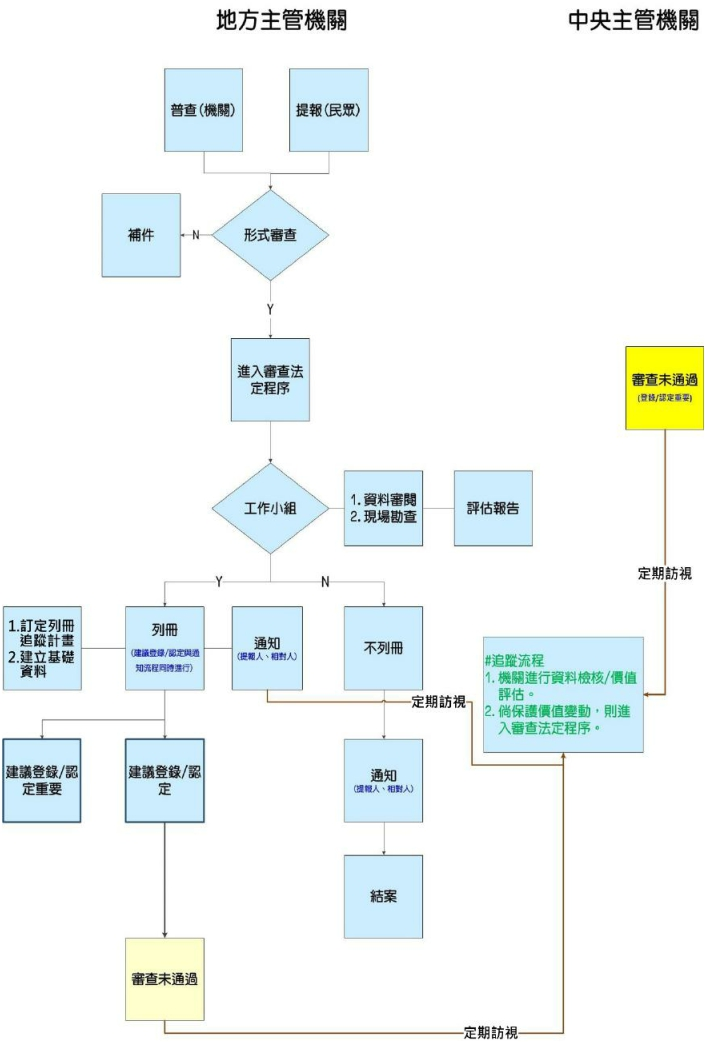 地方主管機關
中央主管機關
普查(機關)
提報(民眾)
補件
N
形式審查
Y
進入審查法
定程序
審查未通過
(登錄/認定重要)
工作小組
1. 資料審閱
2. 現場勘查
評估報告
定期訪視
Y
N
1.訂定列冊
追蹤計畫
2.建立基礎
資料
列冊
(建議登錄/認定與通
知流程同時進行)
通知
(提報人、相對人)
不列冊
#追蹤流程
1. 機關進行資料檢核/價值
評估。
2. 倘保護價值變動，則進
入審查法定程序。
定期訪視
建議登錄/認
定重要
建議登錄/認
定
通知
(提報人、相對人)
結案
審查未通過
定期訪視